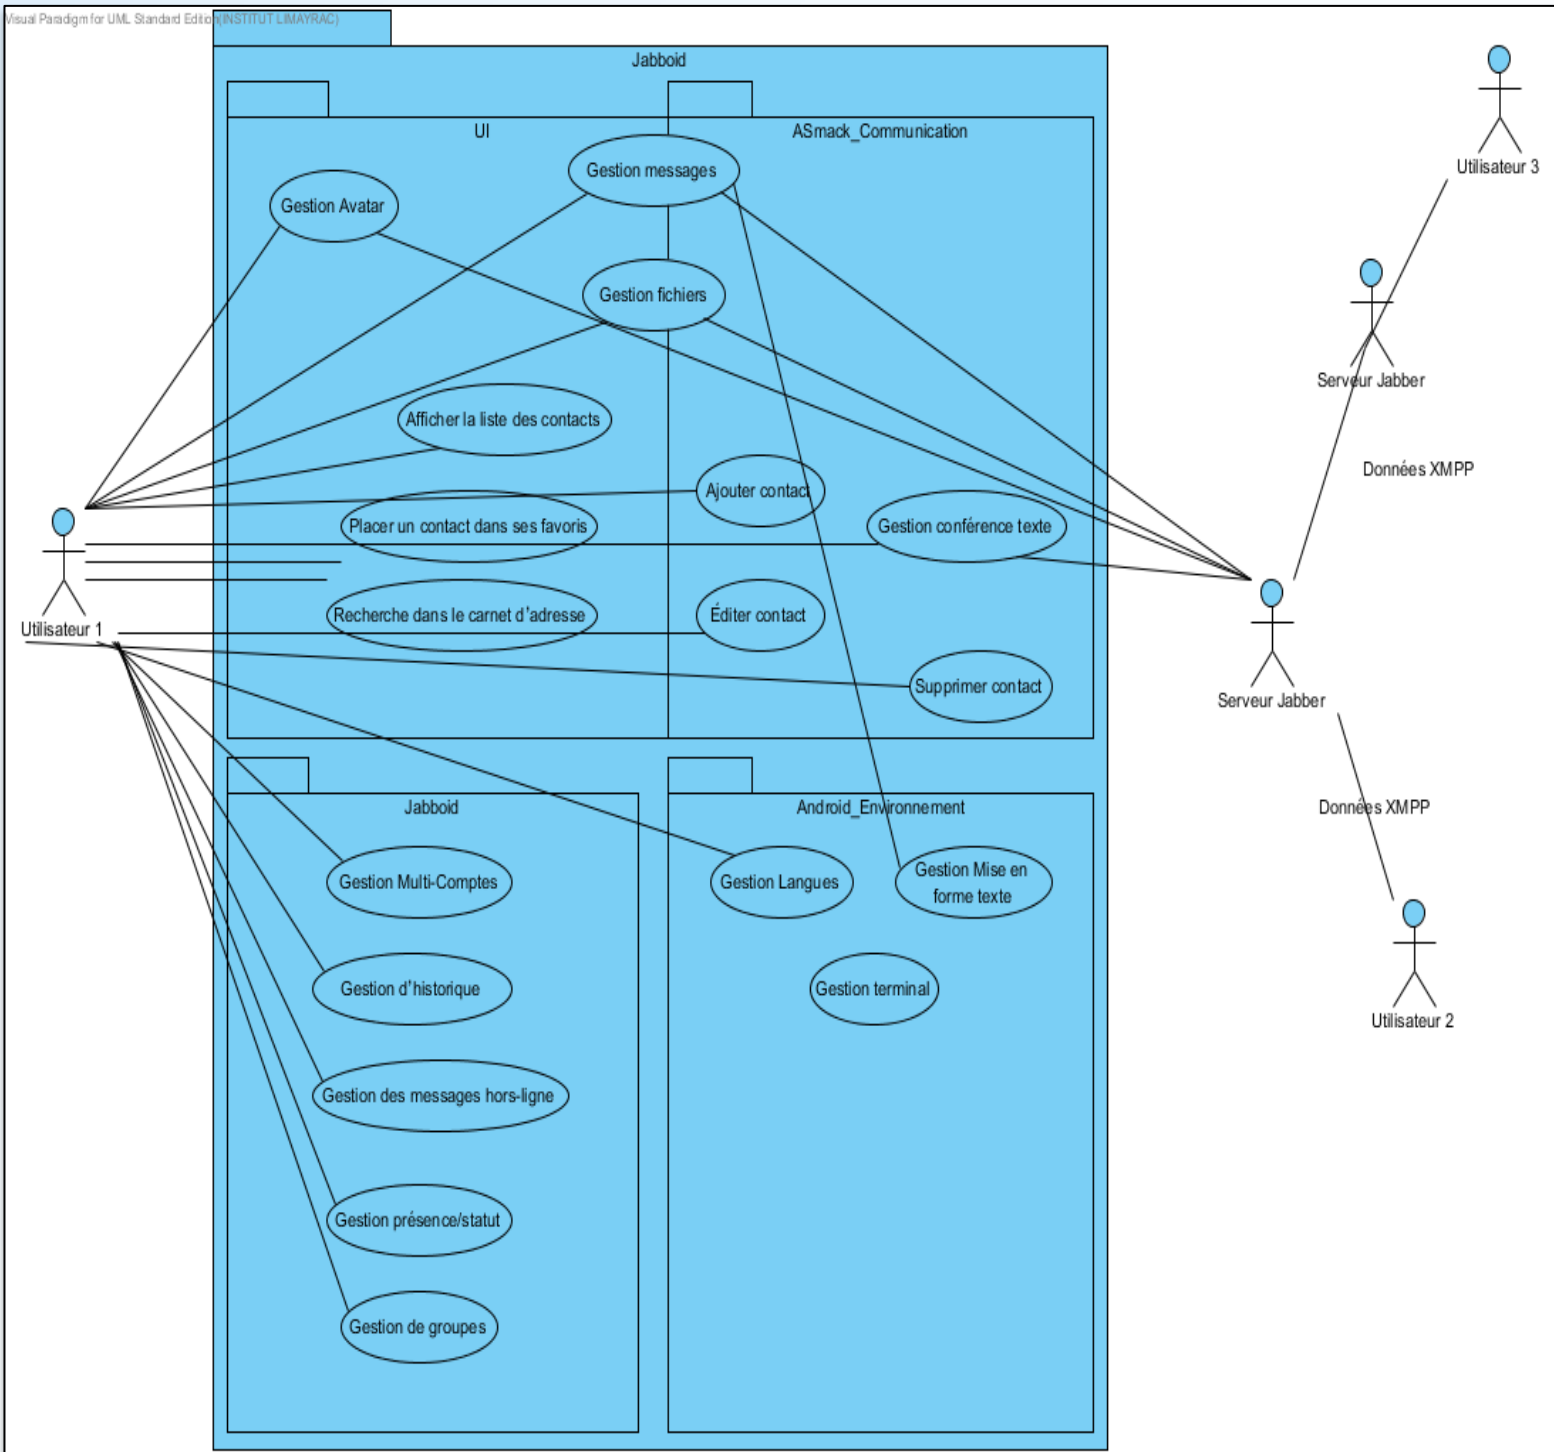 Visual Paradigm for UML Standard Edition(INSTITUT LIMAYRAC)
Jabboid
UI
ASmack_Communication
Gestion messages
Gestion Avatar
Gestion fichiers
Afficher la liste des contacts
Ajouter contact
Placer un contact dans ses favoris
Gestion conférence texte
Recherche dans le carnet d'adresse
Éditer contact
Supprimer contact
Utilisateur 1
Utilisateur 3
Serveur Jabber
Données XMPP
Serveur Jabber
Données XMPP
Utilisateur 2
Jabboid
Gestion Multi-Comptes
Gestion d'historique
Gestion des messages hors-ligne
Gestion présence/statut
Gestion de groupes
Android_Environnement
Gestion Langues
Gestion Mise en
forme texte
Gestion terminal